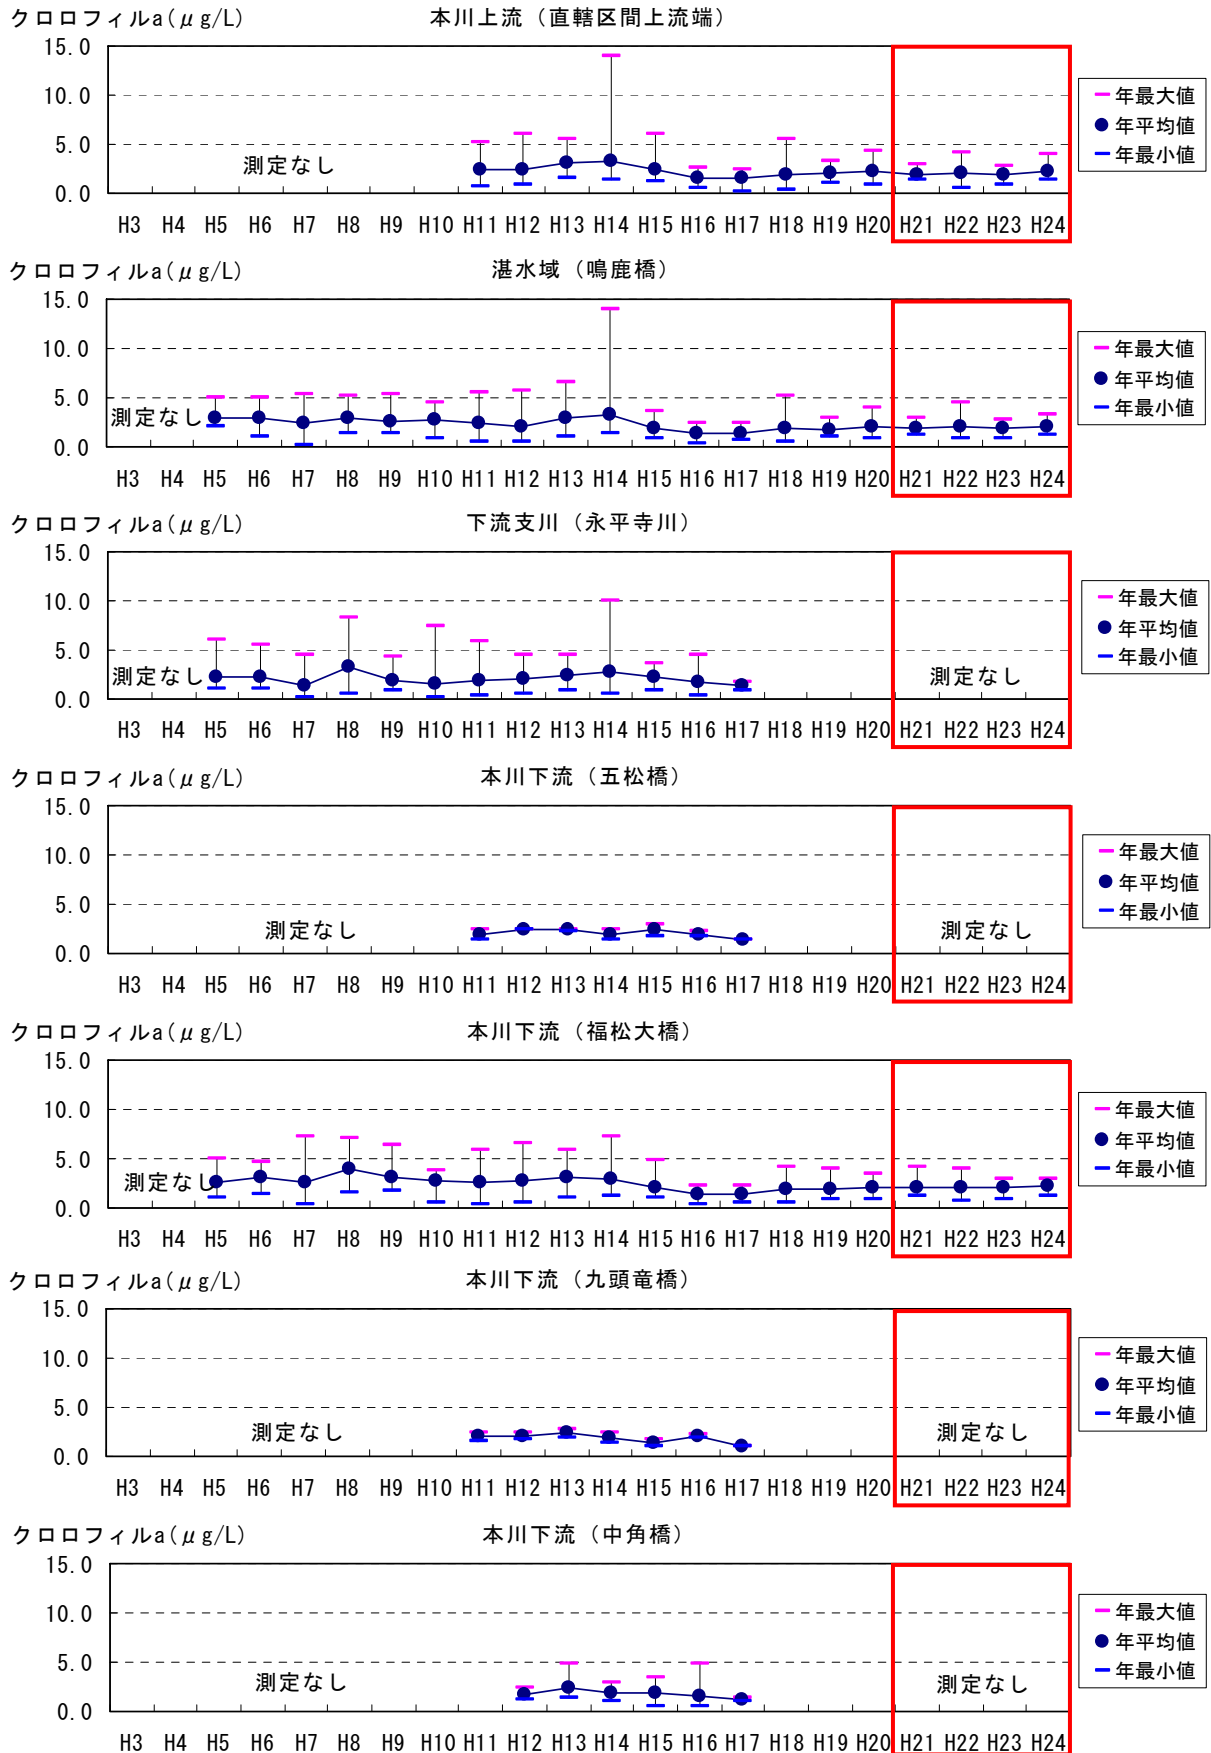 クロロフィルa(μg/L) 本川上流（直轄区間上流端）
15.0
10.0
5.0
0.0
測定なし
H3 H4 H5 H6 H7 H8 H9 H10 H11 H12 H13 H14 H15 H16 H17 H18 H19 H20 H21 H22 H23 H24
年最大値
年平均値
年最小値
クロロフィルa(μg/L) 湛水域（鳴鹿橋）
15.0
10.0
5.0
0.0
測定なし
H3 H4 H5 H6 H7 H8 H9 H10 H11 H12 H13 H14 H15 H16 H17 H18 H19 H20 H21 H22 H23 H24
年最大値
年平均値
年最小値
クロロフィルa(μg/L) 下流支川（永平寺川）
15.0
10.0
5.0
0.0
測定なし 測定なし
H3 H4 H5 H6 H7 H8 H9 H10 H11 H12 H13 H14 H15 H16 H17 H18 H19 H20 H21 H22 H23 H24
年最大値
年平均値
年最小値
クロロフィルa(μg/L) 本川下流（五松橋）
15.0
10.0
5.0
0.0
測定なし 測定なし
H3 H4 H5 H6 H7 H8 H9 H10 H11 H12 H13 H14 H15 H16 H17 H18 H19 H20 H21 H22 H23 H24
年最大値
年平均値
年最小値
クロロフィルa(μg/L) 本川下流（福松大橋）
15.0
10.0
5.0
0.0
測定なし
H3 H4 H5 H6 H7 H8 H9 H10 H11 H12 H13 H14 H15 H16 H17 H18 H19 H20 H21 H22 H23 H24
年最大値
年平均値
年最小値
クロロフィルa(μg/L) 本川下流（九頭竜橋）
15.0
10.0
5.0
0.0
測定なし 測定なし
H3 H4 H5 H6 H7 H8 H9 H10 H11 H12 H13 H14 H15 H16 H17 H18 H19 H20 H21 H22 H23 H24
年最大値
年平均値
年最小値
クロロフィルa(μg/L) 本川下流（中角橋）
15.0
10.0
5.0
0.0
測定なし 測定なし
H3 H4 H5 H6 H7 H8 H9 H10 H11 H12 H13 H14 H15 H16 H17 H18 H19 H20 H21 H22 H23 H24
年最大値
年平均値
年最小値